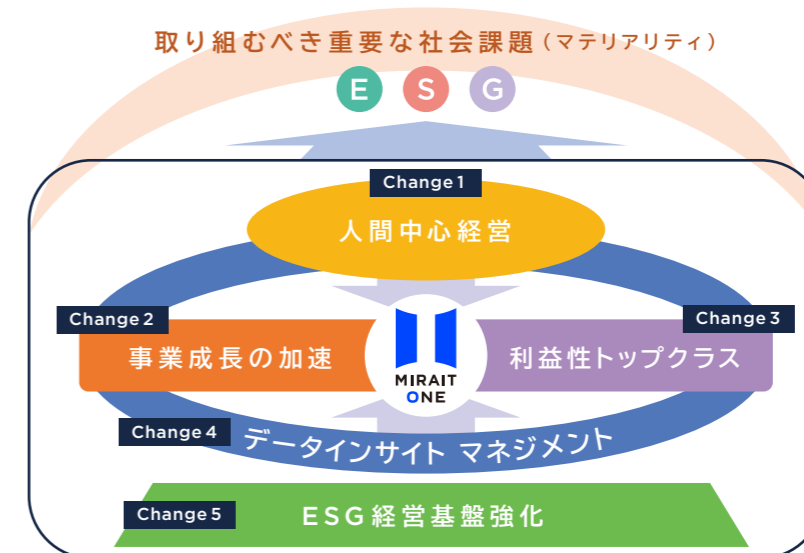 取り組むべき重要な社会課題（マテリアリティ）
E S G
Change 1
人間中心経営
Change 2
事業成長の加速
MIRAIT
ONE
Change 3
利益性トップクラス
Change 4
データインサイト マネジメント
Change 5
ESG経営基盤強化